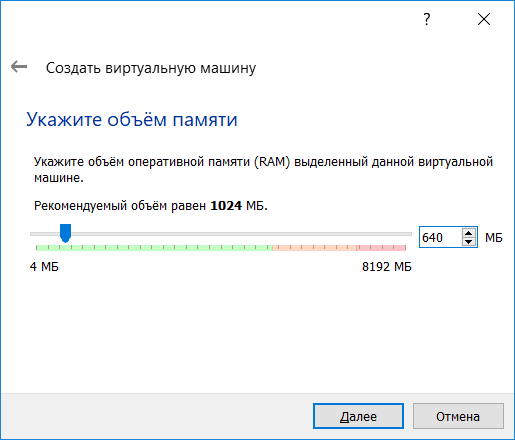 ?
Создать виртуальную машину
Укажите объём памяти
Укажите объём оперативной памяти (RAM) выделенный данной виртуальной
машине.
Рекомендуемый объём равен 1024 МБ.
640 МБ
4 МБ 8192 МБ
Далее Отмена